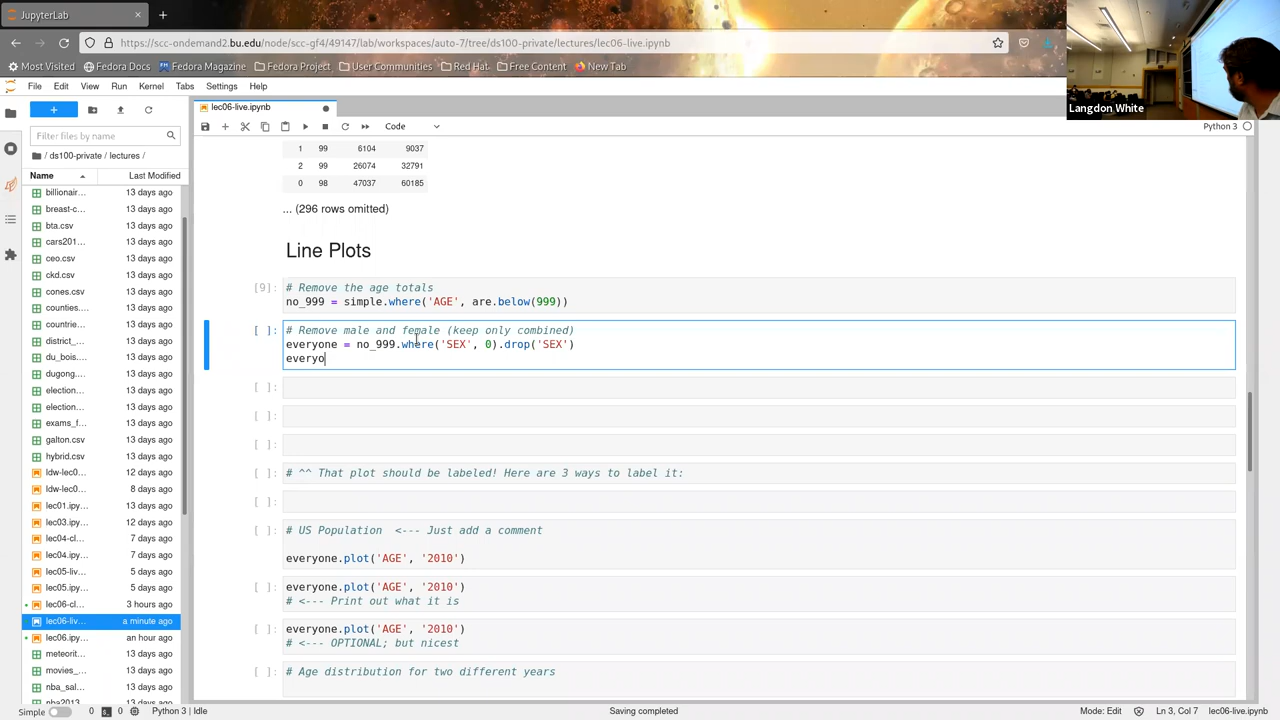 JupyterLab
https://scc-ondemand2.bu.edu/node/scc-gf4/49147/lab/workspaces/auto-7/tree/ds100-private/lectures/lec06-live.ipynb
Most Visited Fedora Docs Fedora Magazine Fedora Project User Communities Red Hat Free Content New Tab
Langdon White
File Edit View Run Kernel Tabs Settings Help
lec06-live.ipynb
Code
Python 3
Filter files by name
/ ds100-private / lectures /
Name Last Modified
billionair... 13 days ago
breast-c... 13 days ago
bta.csv 13 days ago
cars201... 13 days ago
ceo.csv 13 days ago
ckd.csv 13 days ago
cones.csv 13 days ago
counties.... 13 days ago
countrie... 13 days ago
district_... 13 days ago
du_bois.... 13 days ago
dugong.... 13 days ago
election... 13 days ago
election... 13 days ago
exams_f... 13 days ago
galton.csv 13 days ago
hybrid.csv 13 days ago
ldw-lec0... 12 days ago
ldw-lec0... 8 days ago
lec01.ipy... 13 days ago
lec03.ipy... 12 days ago
lec04-cl... 7 days ago
lec04.ipy... 7 days ago
lec05-liv... 5 days ago
lec05.ipy... 5 days ago
lec06-cl... 3 hours ago
lec06-liv... a minute ago
lec06.ipy... an hour ago
meteorit... 13 days ago
movies_... 13 days ago
nba_sal... 13 days ago
nba2013... 13 days ago
1 99 6104 9037
2 99 26074 32791
0 98 47037 60185
... (296 rows omitted)
Line Plots
[9]: # Remove the age totals
no_999 = simple.where('AGE', are.below(999))
[ ]: # Remove male and female (keep only combined)
everyone = no_999.where('SEX', 0).drop('SEX')
everyo
[ ]:
[ ]:
[ ]:
[ ]: # ^^ That plot should be labeled! Here are 3 ways to label it:
[ ]:
[ ]: # US Population <--- Just add a comment
everyone.plot('AGE', '2010')
[ ]: everyone.plot('AGE', '2010')
# <--- Print out what it is
[ ]: everyone.plot('AGE', '2010')
# <--- OPTIONAL; but nicest
[ ]: # Age distribution for two different years
Simple 0 0 Python 3 | Idle Saving completed Mode: Edit Ln 3, Col 7 lec06-live.ipynb